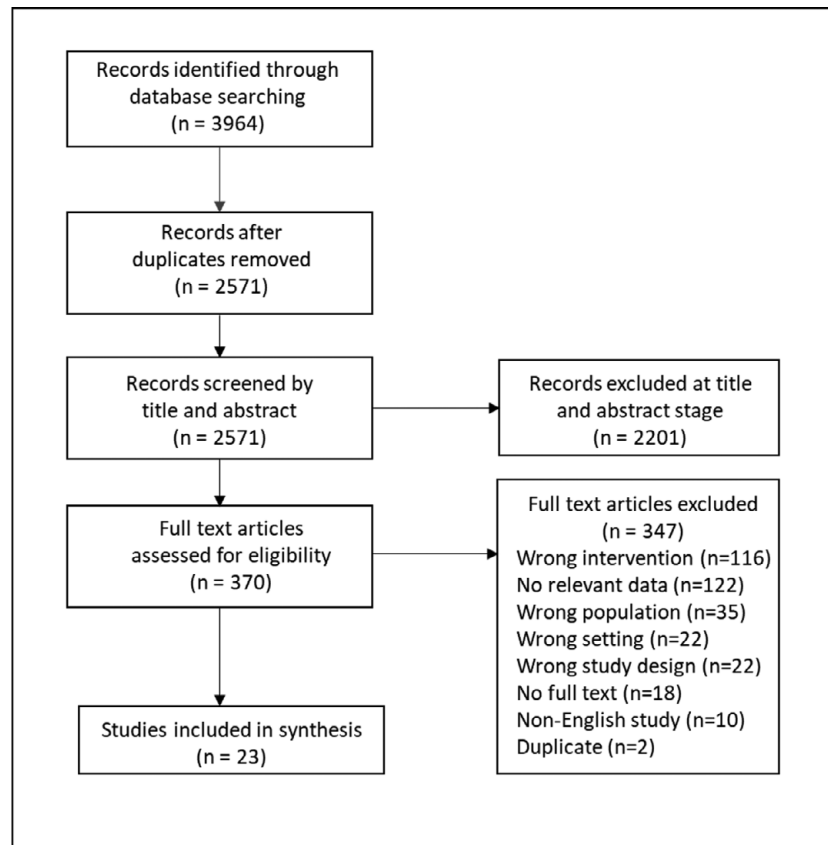 Records identified through
database searching
(n = 3964)
Records after
duplicates removed
(n = 2571)
Records screened by
title and abstract
(n = 2571)
Records excluded at title
and abstract stage
n = 2201)
Full text articles
assessed for eligibility
(n = 370)
Full text articles excluded
(n = 347)
Wrong intervention (n=116)
No relevant data (n=122)
Wrong population (n=35)
Wrong setting (n=22)
Wrong study design (n=22)
No full text (n=18)
Non-English study (n=10)
Duplicate (n=2)
Studies included in synthesis
(n = 23)